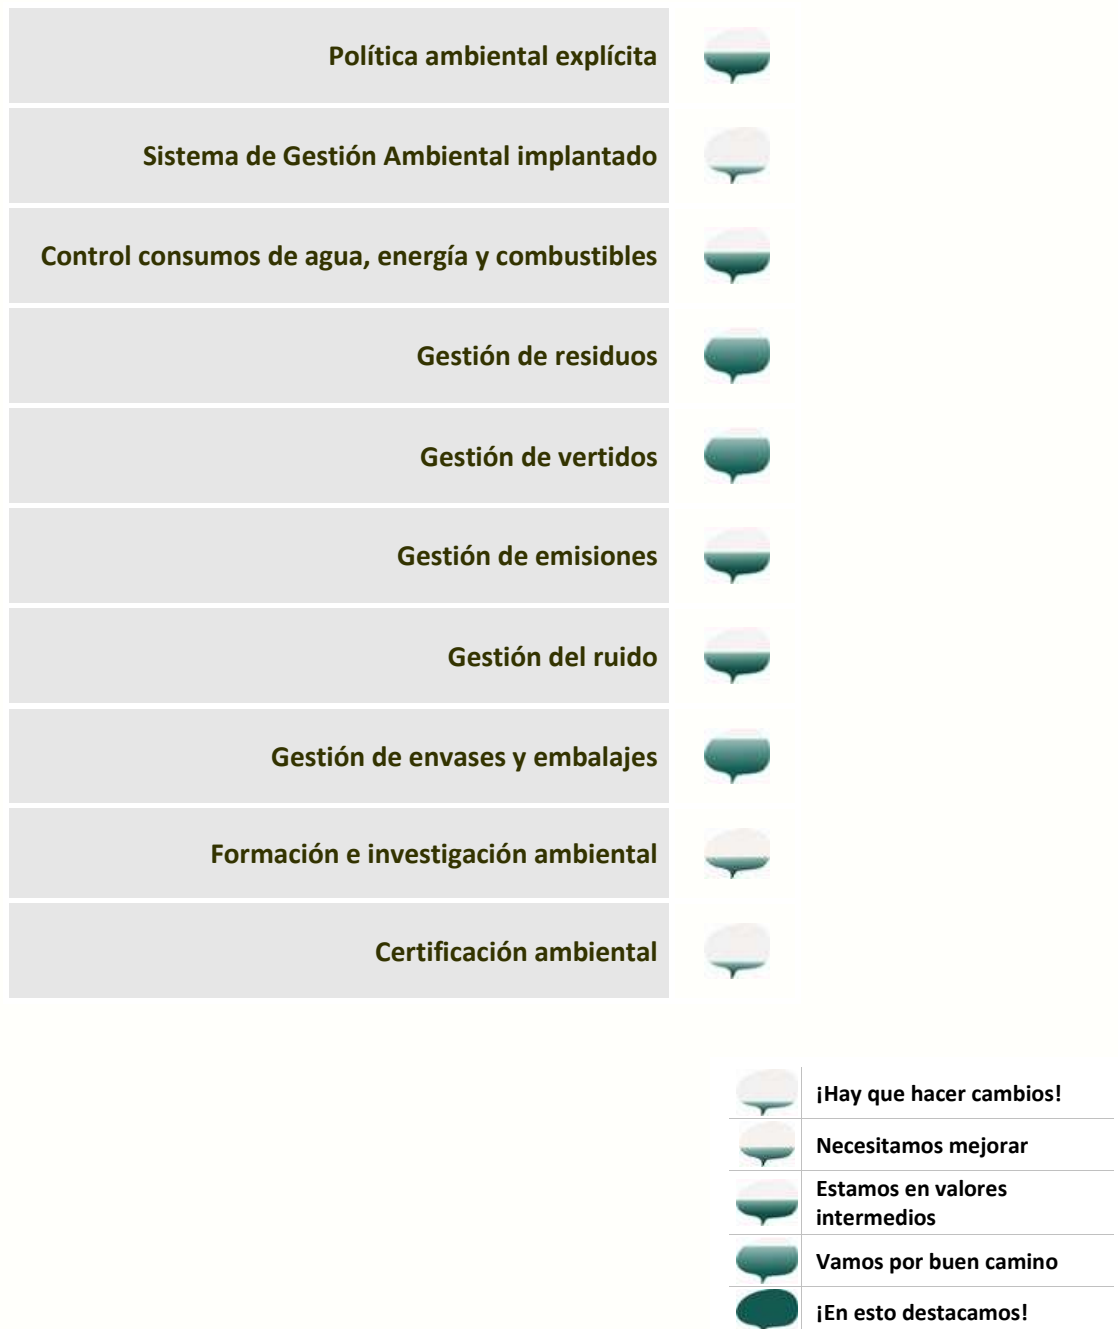 Política ambiental explícita
Sistema de Gestión Ambiental implantado
Control consumos de agua, energía y combustibles
Gestión de residuos
Gestión de vertidos
Gestión de emisiones
Gestión del ruido
Gestión de envases y embalajes
Formación e investigación ambiental
Certificación ambiental
¡Hay que hacer cambios!
Necesitamos mejorar
Estamos en valores
intermedios
Vamos por buen camino
¡En esto destacamos!